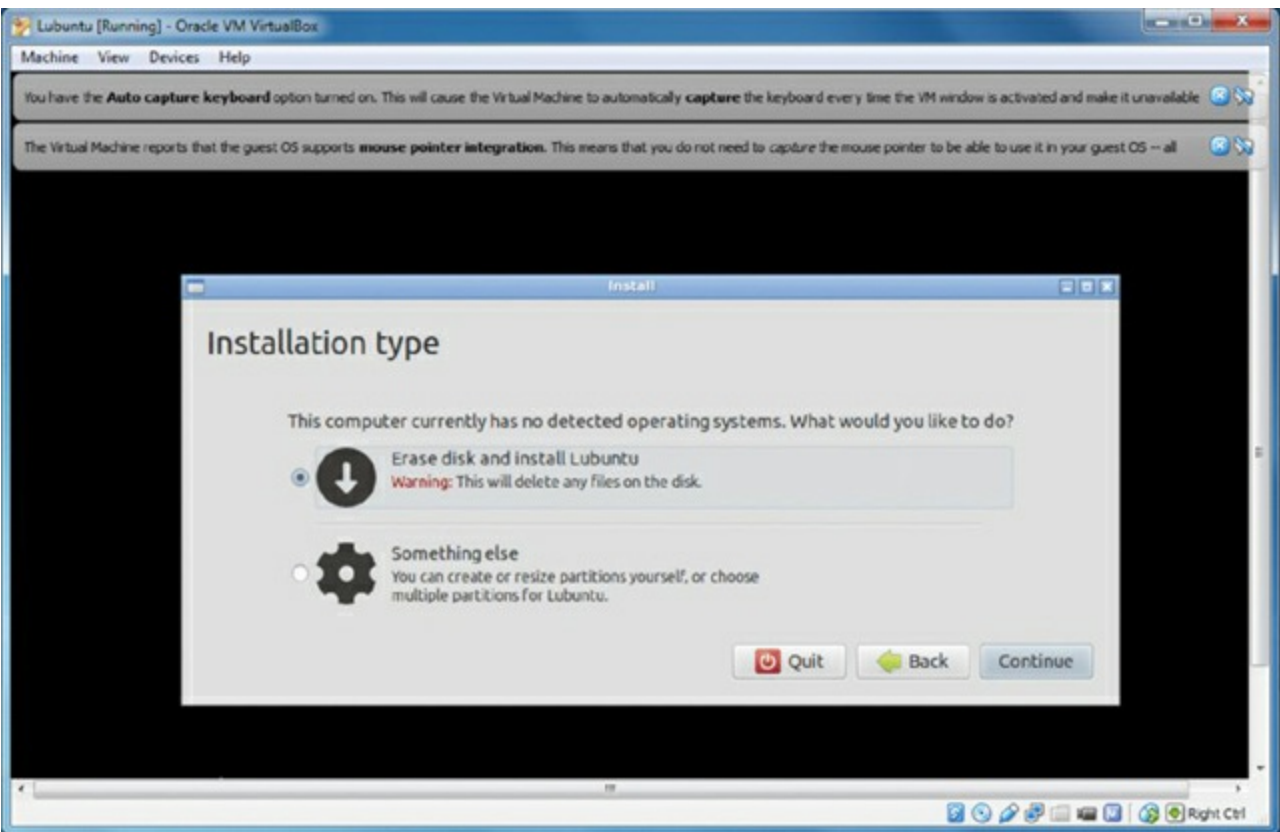 Lubuntu [Running] - Oracle VM VirtualBox
Machine View Devices Help
You have the Auto capture keyboard option turned on. This will cause the Virtual Machine to automatically capture the keyboard every time the VM window is activated and make it unavailable
The Virtual Machine reports that the guest OS supports mouse pointer integration. This means that you do not need to capture the mouse pointer to be able to use it in your guest OS -- all
Install
Installation type
This computer currently has no detected operating systems. What would you like to do?
Erase disk and install Lubuntu
Warning: This will delete any files on the disk.
Something else
You can create or resize partitions yourself, or choose
multiple partitions for Lubuntu.
Quit Back Continue
Right Ctrl